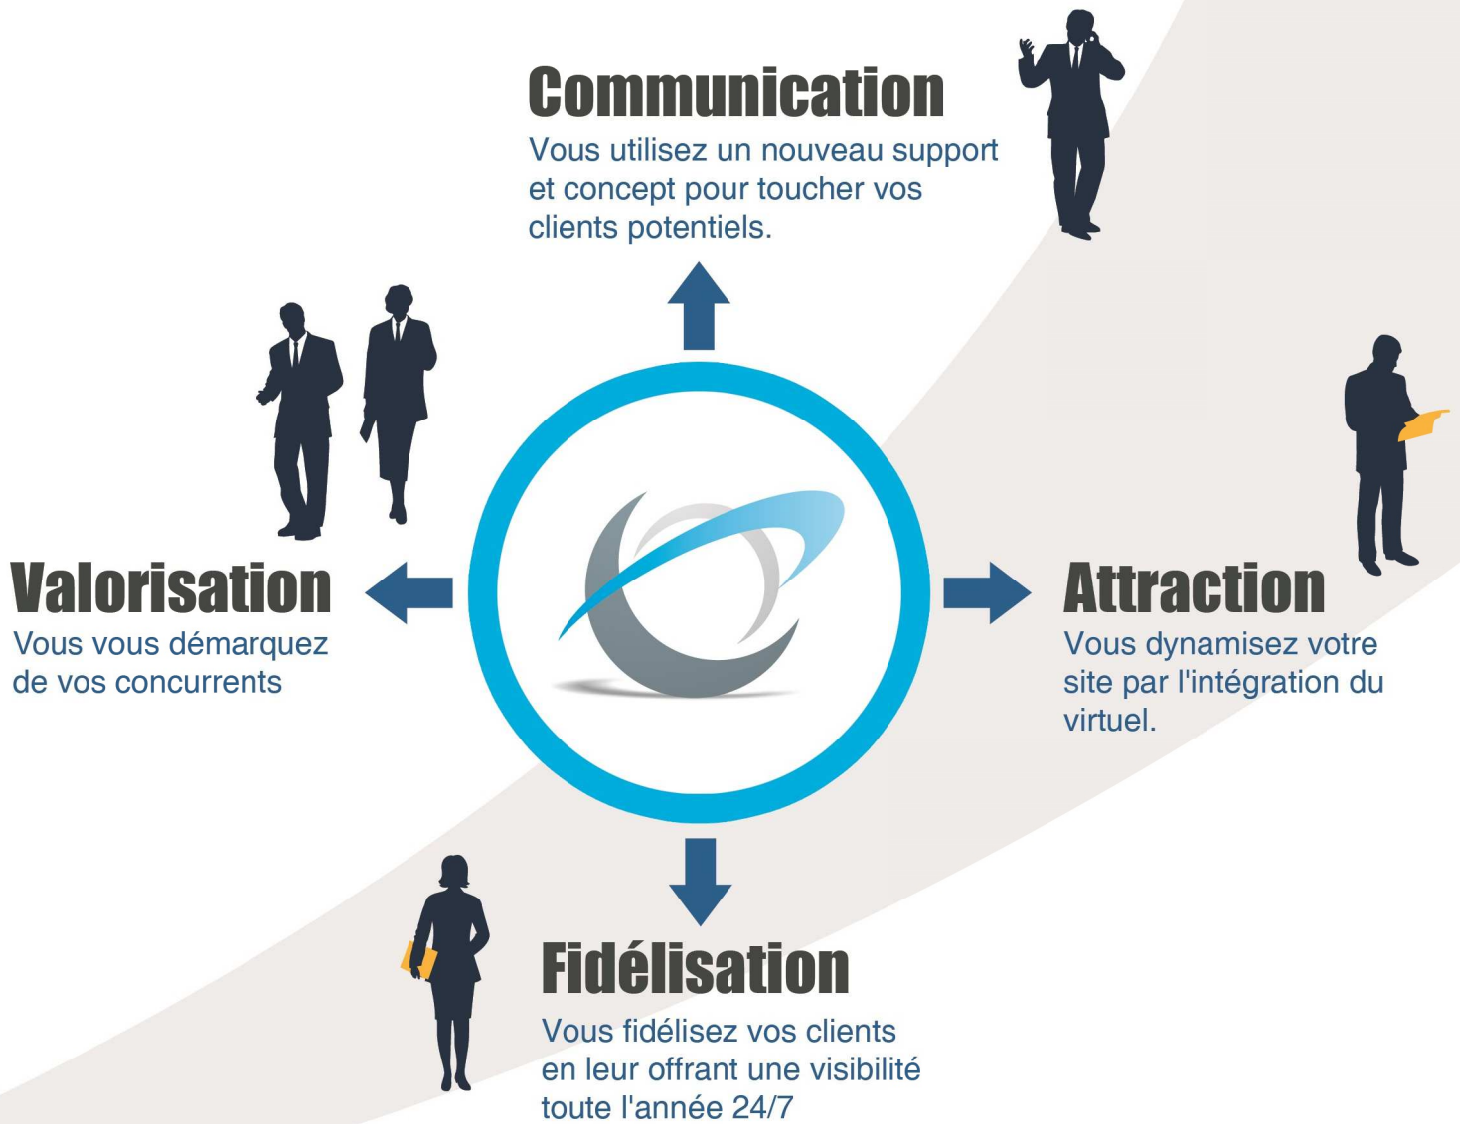 Communication
Vous utilisez un nouveau support
et concept pour toucher vos
clients potentiels.
Valorisation
Vous vous démarquez
de vos concurrents
Attraction
Vous dynamisez votre
site par l'intégration du
virtuel.
Fidélisation
Vous fidélisez vos clients
en leur offrant une visibilité
toute l'année 24/7